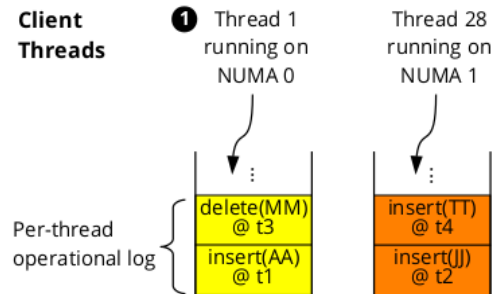 Client
Threads
1
Thread 1
running on
NUMA 0
Thread 28
running on
NUMA 1
...
...
Per-thread
operational log
delete(MM)
@ t3
insert(AA)
@ t1
insert(TT)
@ t4
insert(JJ)
@ t2